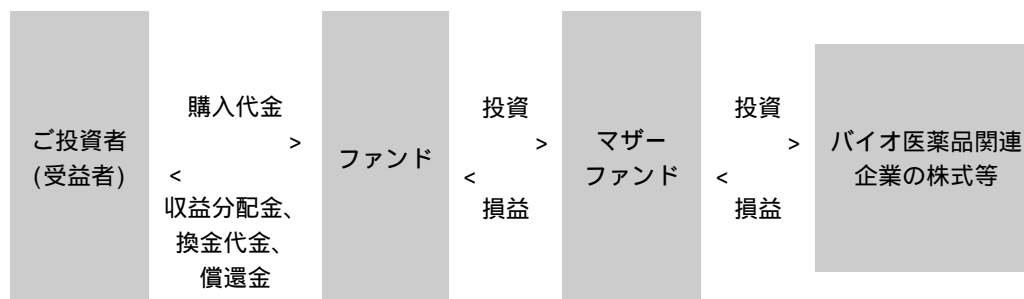 ご投資者
(受益者)
購入代金
>
<
収益分配金、
換金代金、
償還金
ファンド
投資
>
<
損益
マザー
ファンド
投資
>
<
損益
バイオ医薬品関連
企業の株式等